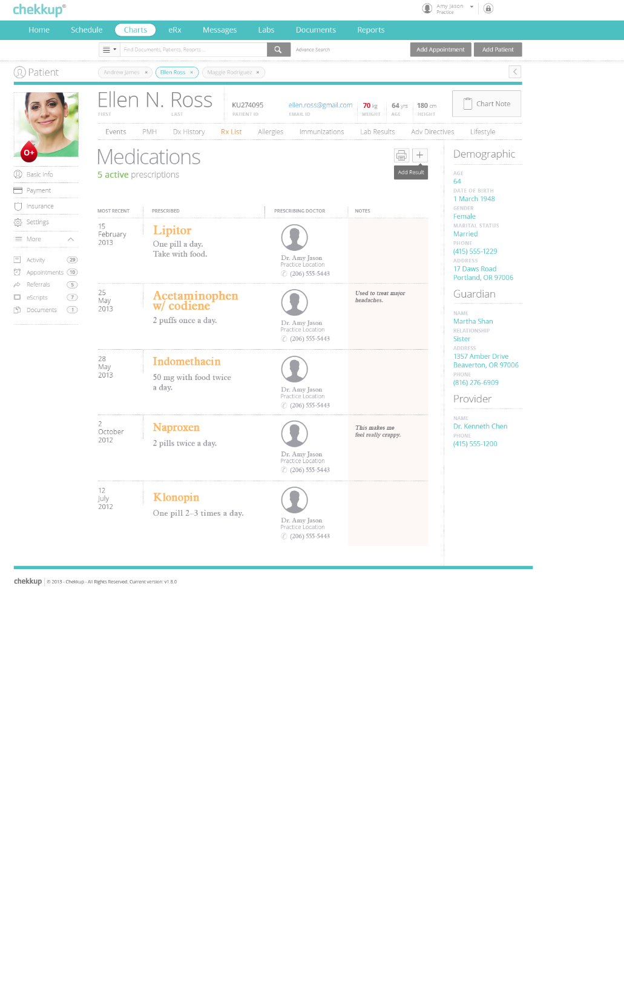 chekkup®
Amy Jason
Practice
Home Schedule Charts eRx Messages Labs Documents Reports
Find Documents, Patients, Reaprts ...
Advance Search
Add Appointment
Add Patient
Patient
Andrew James ×
Ellen Ross ×
Maggie Rodriguez ×
Ellen N. Ross
FIRST LAST
KU274095
PATIENT ID
ellen.ross@gmail.com
EMAIL ID
70 kg
WEIGHT
64 yrs
AGE
180 cm
HEIGHT
Chart Note
Events PMH Dx History Rx List Allergies Immunizations Lab Results Adv Directives Lifestyle
O+
Basic Info
Payment
Insurance
Settings
More
Activity 29
Appointments 10
Referrals 5
eScripts 7
Documents 1
Medications
5 active prescriptions
Add Result
MOST RECENT PRESCRIBED PRESCRIBING DOCTOR NOTES
15
February
2013
Lipitor
One pill a day.
Take with food.
Dr. Amy Jason
Practice Location
(206) 555-5443
25
May
2013
Acetaminophen
w/ codiene
2 puffs once a day.
Dr. Amy Jason
Practice Location
(206) 555-5443
Used to treat major
headaches.
28
May
2013
Indomethacin
50 mg with food twice
a day.
Dr. Amy Jason
Practice Location
(206) 555-5443
2
October
2012
Naproxen
2 pills twice a day.
Dr. Amy Jason
Practice Location
(206) 555-5443
This makes me
feel really crappy.
12
July
2012
Klonopin
One pill 2–3 times a day.
Dr. Amy Jason
Practice Location
(206) 555-5443
Demographic
AGE
64
DATE OF BIRTH
1 March 1948
GENDER
Female
MARITAL STATUS
Married
PHONE
(415) 555-1229
ADDRESS
17 Daws Road
Portland, OR 97006
Guardian
NAME
Martha Shan
RELATIONSHIP
Sister
ADDRESS
1357 Amber Drive
Beaverton, OR 97006
PHONE
(816) 276-6909
Provider
NAME
Dr. Kenneth Chen
PHONE
(415) 555-1200
chekkup © 2013 - Chekkup - All Rights Reserved. Current version: v1.8.0